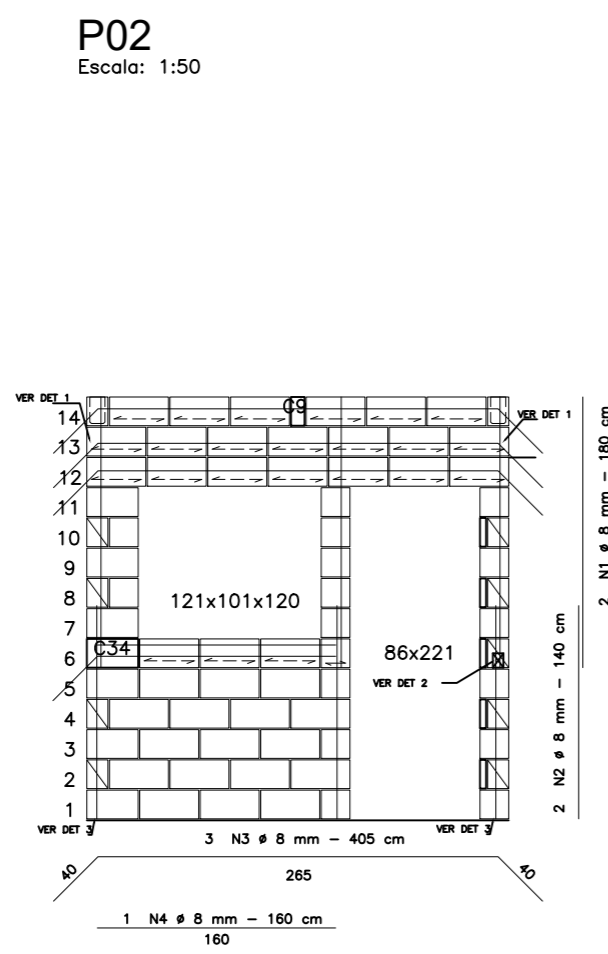 P02
Escala: 1:50
VER DET 1
C9
VER DET 1
14
13
12
11
10
9
8
7
6
5
4
3
2
1
121x101x120
C34
86x221
VER DET 2
2 N1 ø 8 mm – 180 cm
2 N2 ø 8 mm – 140 cm
VER DET 3
VER DET 3
3 N3 ø 8 mm – 405 cm
40
265
40
1 N4 ø 8 mm – 160 cm
160